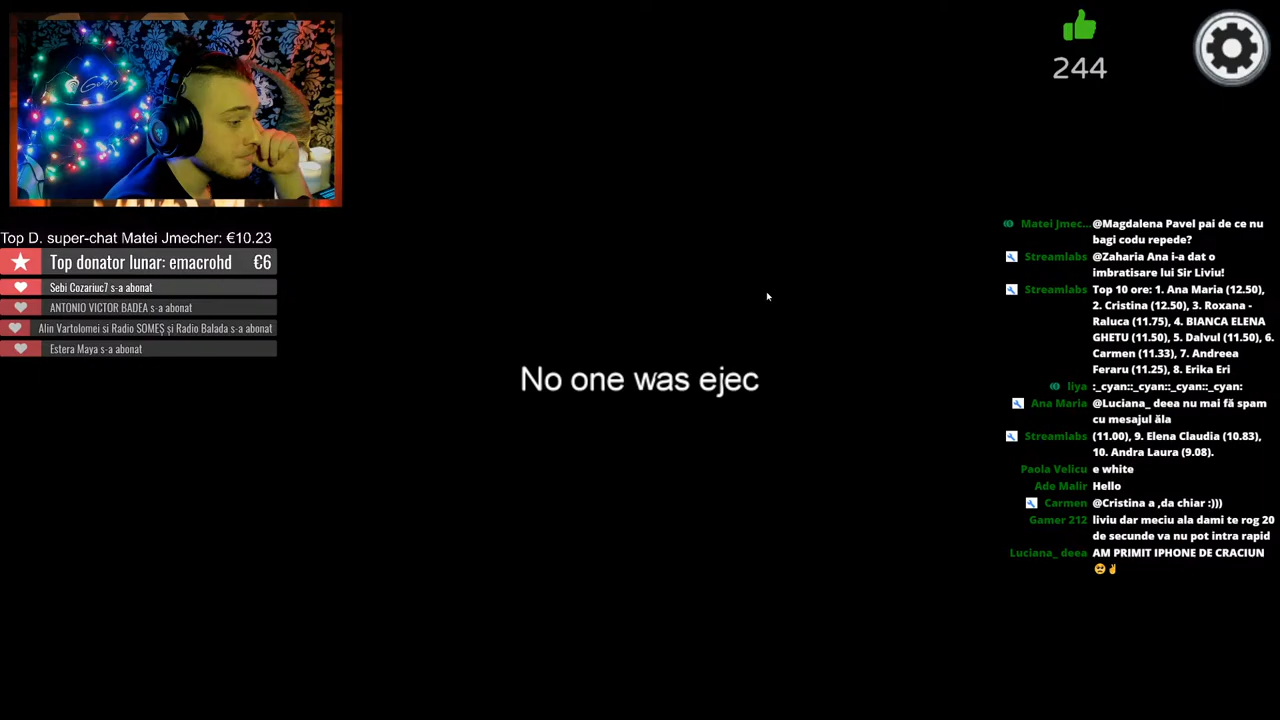 244
Top D. super-chat Matei Jmecher: €10.23
Top donator lunar: emacrohd €6
Sebi Cozariuc7 s-a abonat
ANTONIO VICTOR BADEA s-a abonat
Alin Vartolomei si Radio SOMEȘ și Radio Balada s-a abonat
Estera Maya s-a abonat
No one was ejec
Matei Jmec... @Magdalena Pavel pai de ce nu
bagi codu repede?
Streamlabs @Zaharia Ana i-a dat o
imbratisare lui Sir Liviu!
Streamlabs Top 10 ore: 1. Ana Maria (12.50),
2. Cristina (12.50), 3. Roxana -
Raluca (11.75), 4. BIANCA ELENA
GHETU (11.50), 5. Dalvul (11.50), 6.
Carmen (11.33), 7. Andreea
Feraru (11.25), 8. Erika Eri
liya :_cyan::_cyan::_cyan::_cyan:
Ana Maria @Luciana_ deea nu mai fă spam
cu mesajul ăla
Streamlabs (11.00), 9. Elena Claudia (10.83),
10. Andra Laura (9.08).
Paola Velicu e white
Ade Malir Hello
Carmen @Cristina a ,da chiar :)))
Gamer 212 liviu dar meciu ala dami te rog 20
de secunde va nu pot intra rapid
Luciana_ deea AM PRIMIT IPHONE DE CRACIUN
🥺✌